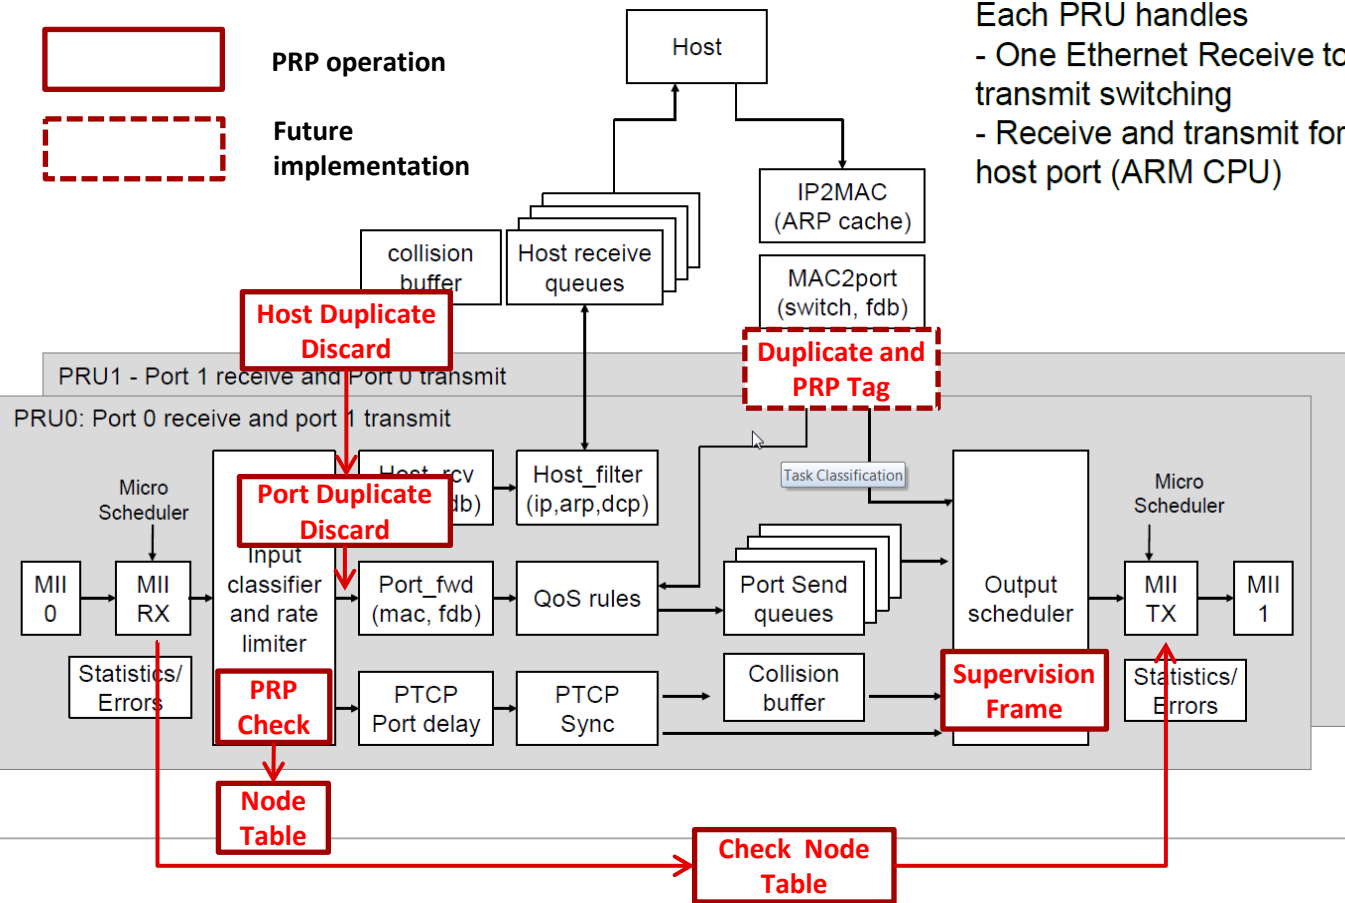 PRP operation
Future
implementation
Host
Each PRU handles
- One Ethernet Receive to
transmit switching
- Receive and transmit for
host port (ARM CPU)
IP2MAC
(ARP cache)
collision
buffer
Host receive
queues
MAC2port
(switch, fdb)
Host Duplicate
Discard
Duplicate and
PRP Tag
PRU1 - Port 1 receive and Port 0 transmit
PRU0: Port 0 receive and port 1 transmit
Micro
Scheduler
Host_rcv
db)
Host_filter
(ip,arp,dcp)
Task Classification
Micro
Scheduler
Port Duplicate
Discard
MII
0
MII
RX
Input
classifier
and rate
limiter
Port_fwd
(mac, fdb)
QoS rules
Port Send
queues
Output
scheduler
MII
TX
MII
1
Statistics/
Errors
PRP
Check
PTCP
Port delay
PTCP
Sync
Collision
buffer
Supervision
Frame
Statistics/
Errors
Node
Table
Check Node
Table